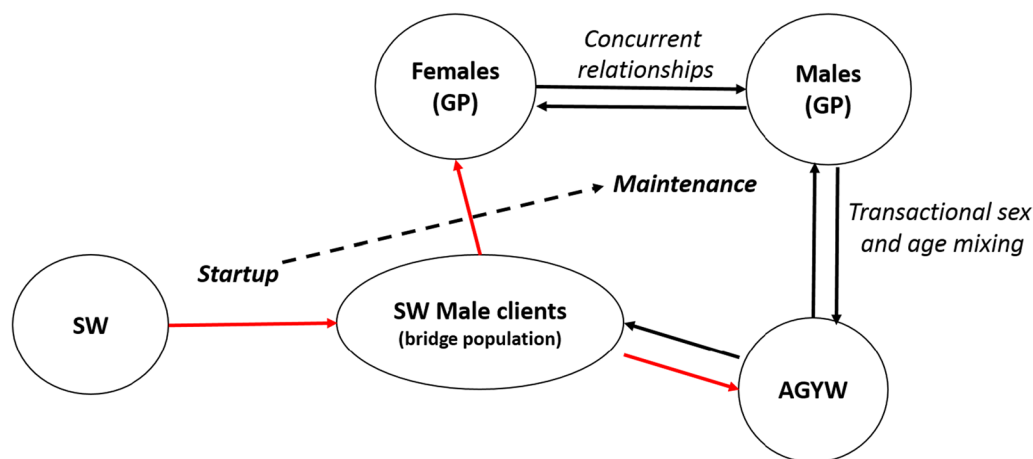 Females
(GP)
Concurrent
relationships
Males
(GP)
Maintenance
Transactional sex
and age mixing
Startup
SW
SW Male clients
(bridge population)
AGYW